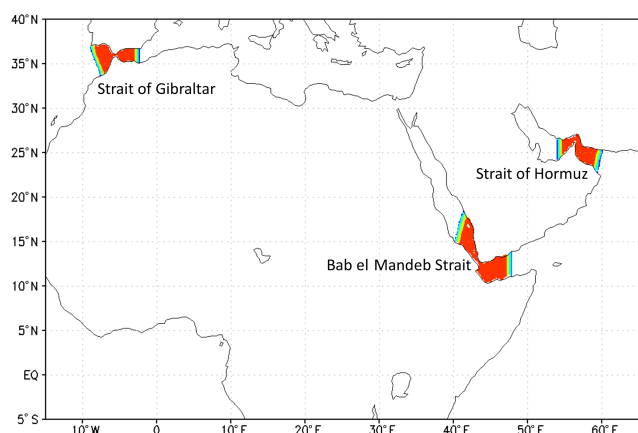 40°N
35°N
Strait of Gibraltar
30°N
25°N
Strait of Hormuz
20°N
15°N
Bab el Mandeb Strait
10°N
5°N
EQ
5°S
10°W 0 10°E 20°E 30°E 40°E 50°E 60°E